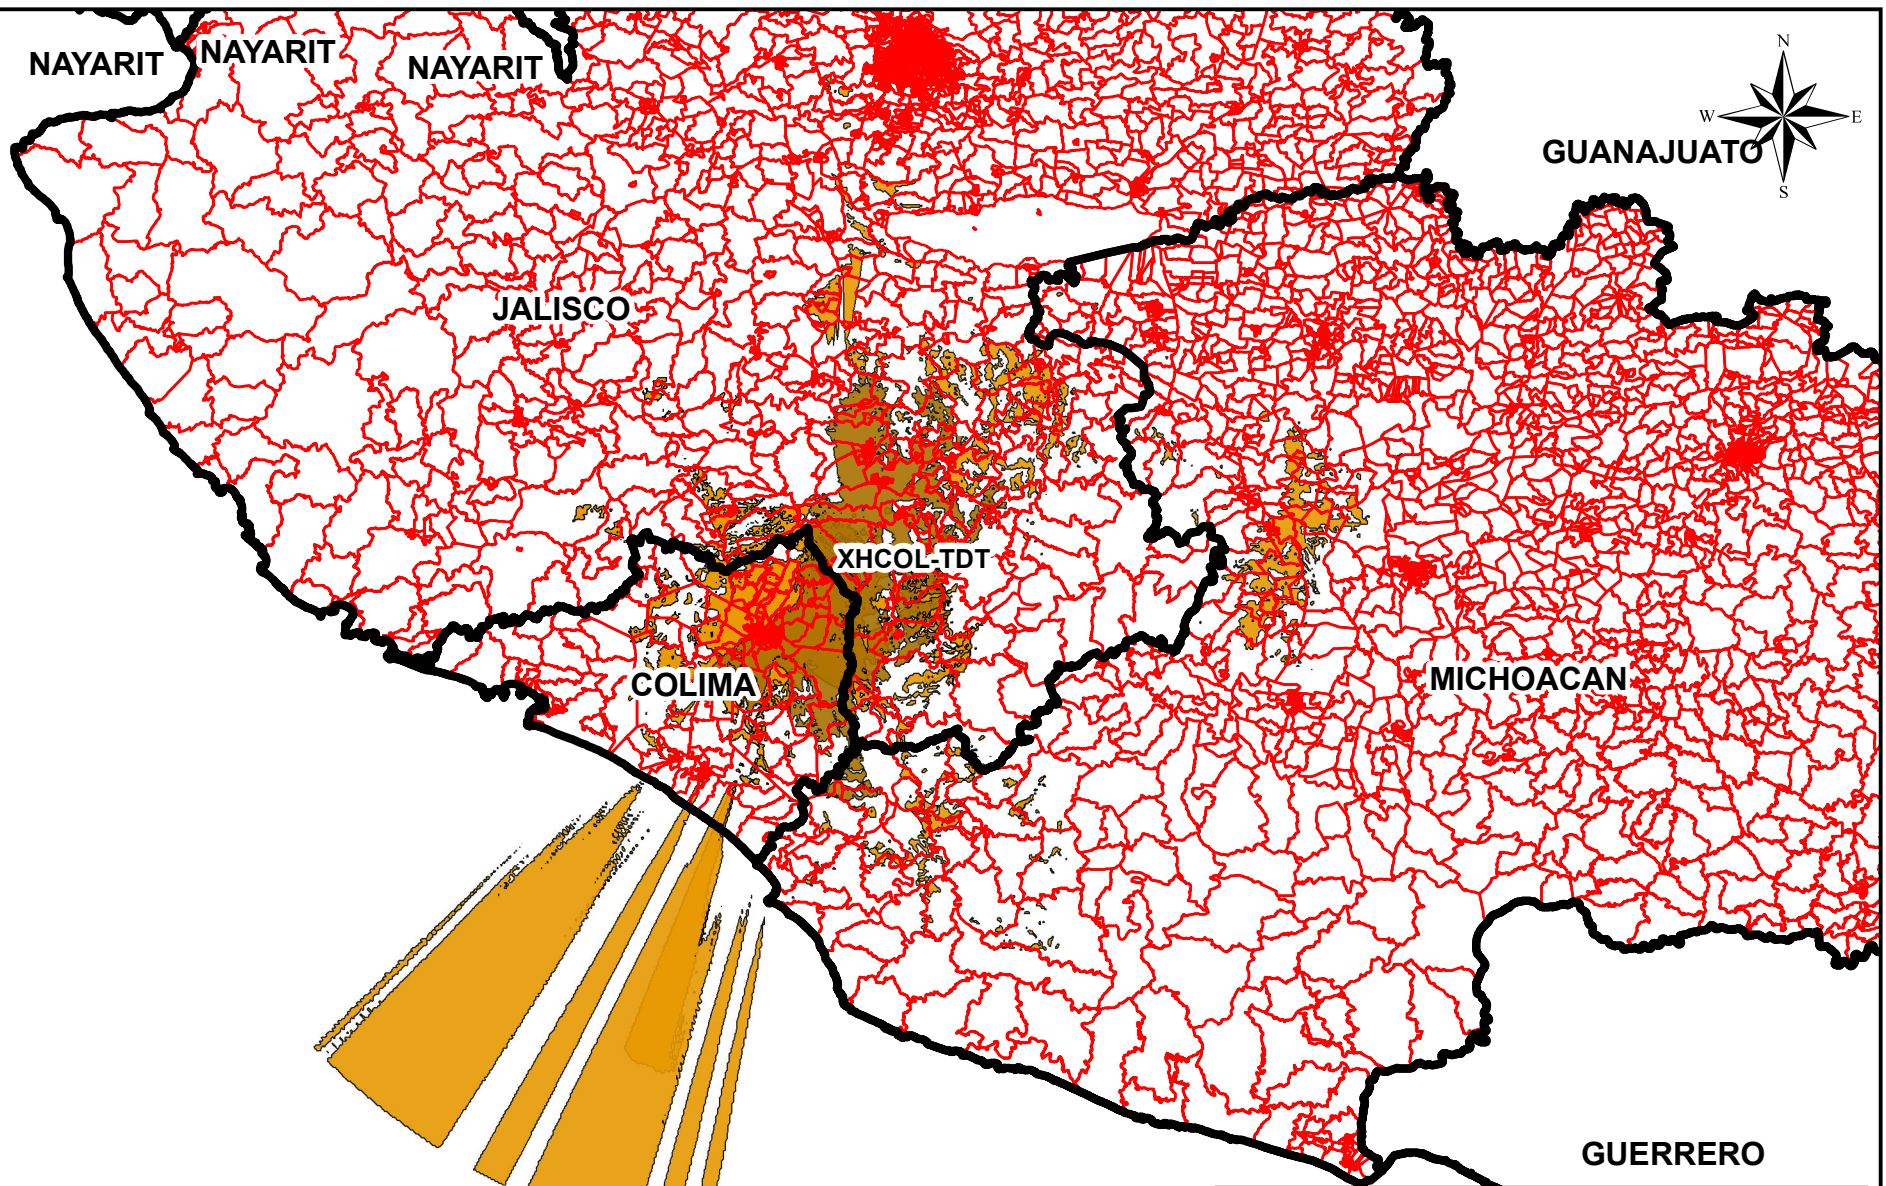 NAYARIT
NAYARIT
NAYARIT
N
W
E
S
GUANAJUATO
JALISCO
XHCOL-TDT
COLIMA
MICHOACAN
GUERRERO